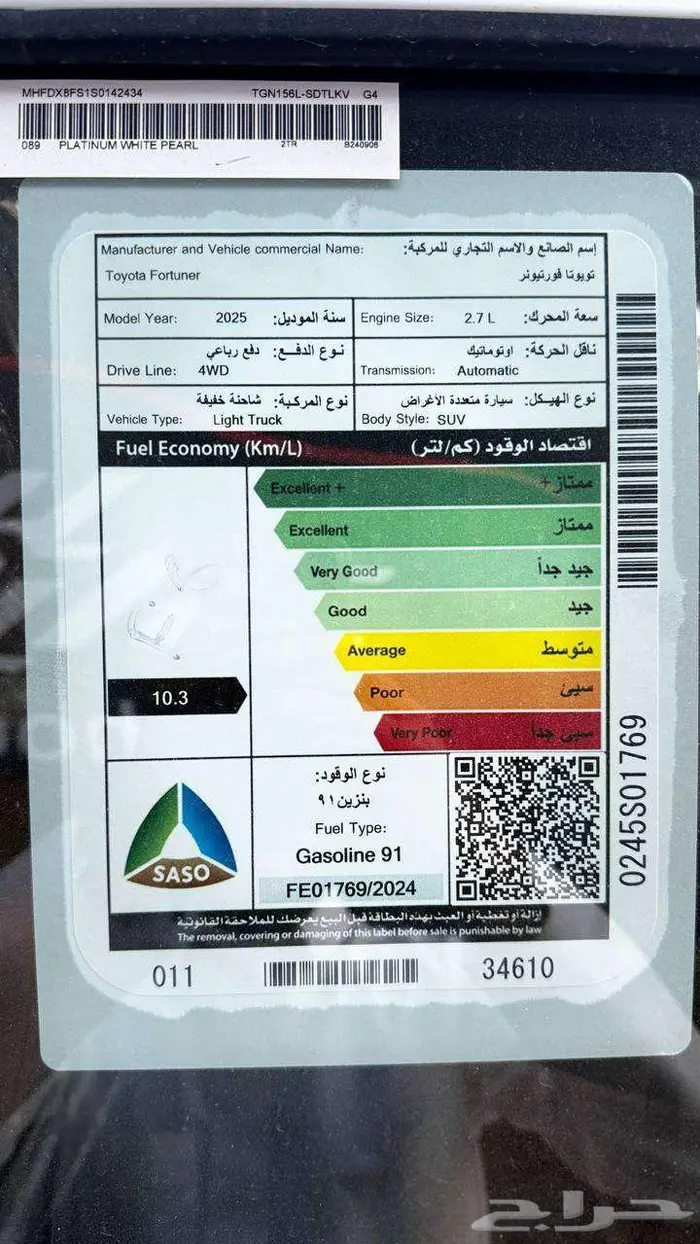 MHFDX8FS1S0142434 TGN156L-SDTLKV G4
089 PLATINUM WHITE PEARL 2TR B240908
Manufacturer and Vehicle commercial Name: إسم الصانع والاسم التجاري للمركبة:
Toyota Fortuner تويوتا فورتيونر
Model Year: 2025 سنة الموديل:
Engine Size: 2.7 L سعة المحرك:
نوع الدفع: دفع رباعي
Drive Line: 4WD
ناقل الحركة: اوتوماتيك
Transmission: Automatic
نوع المركبة: شاحنة خفيفة
Vehicle Type: Light Truck
نوع الهيكل: سيارة متعددة الأغراض
Body Style: SUV
Fuel Economy (Km/L) اقتصاد الوقود (كم/لتر)
Excellent + ممتاز +
Excellent ممتاز
Very Good جيد جداً
Good جيد
Average متوسط
Poor سيئ
Very Poor سيئ جداً
10.3
SASO
نوع الوقود:
بنزين ٩١
Fuel Type:
Gasoline 91
FE01769/2024
0245S01769
إزالة أو تغطية أو العبث بهذه البطاقة قبل البيع يعرضك للملاحقة القانونية
The removal, covering or damaging of this label before sale is punishable by law
011 34610
حراج